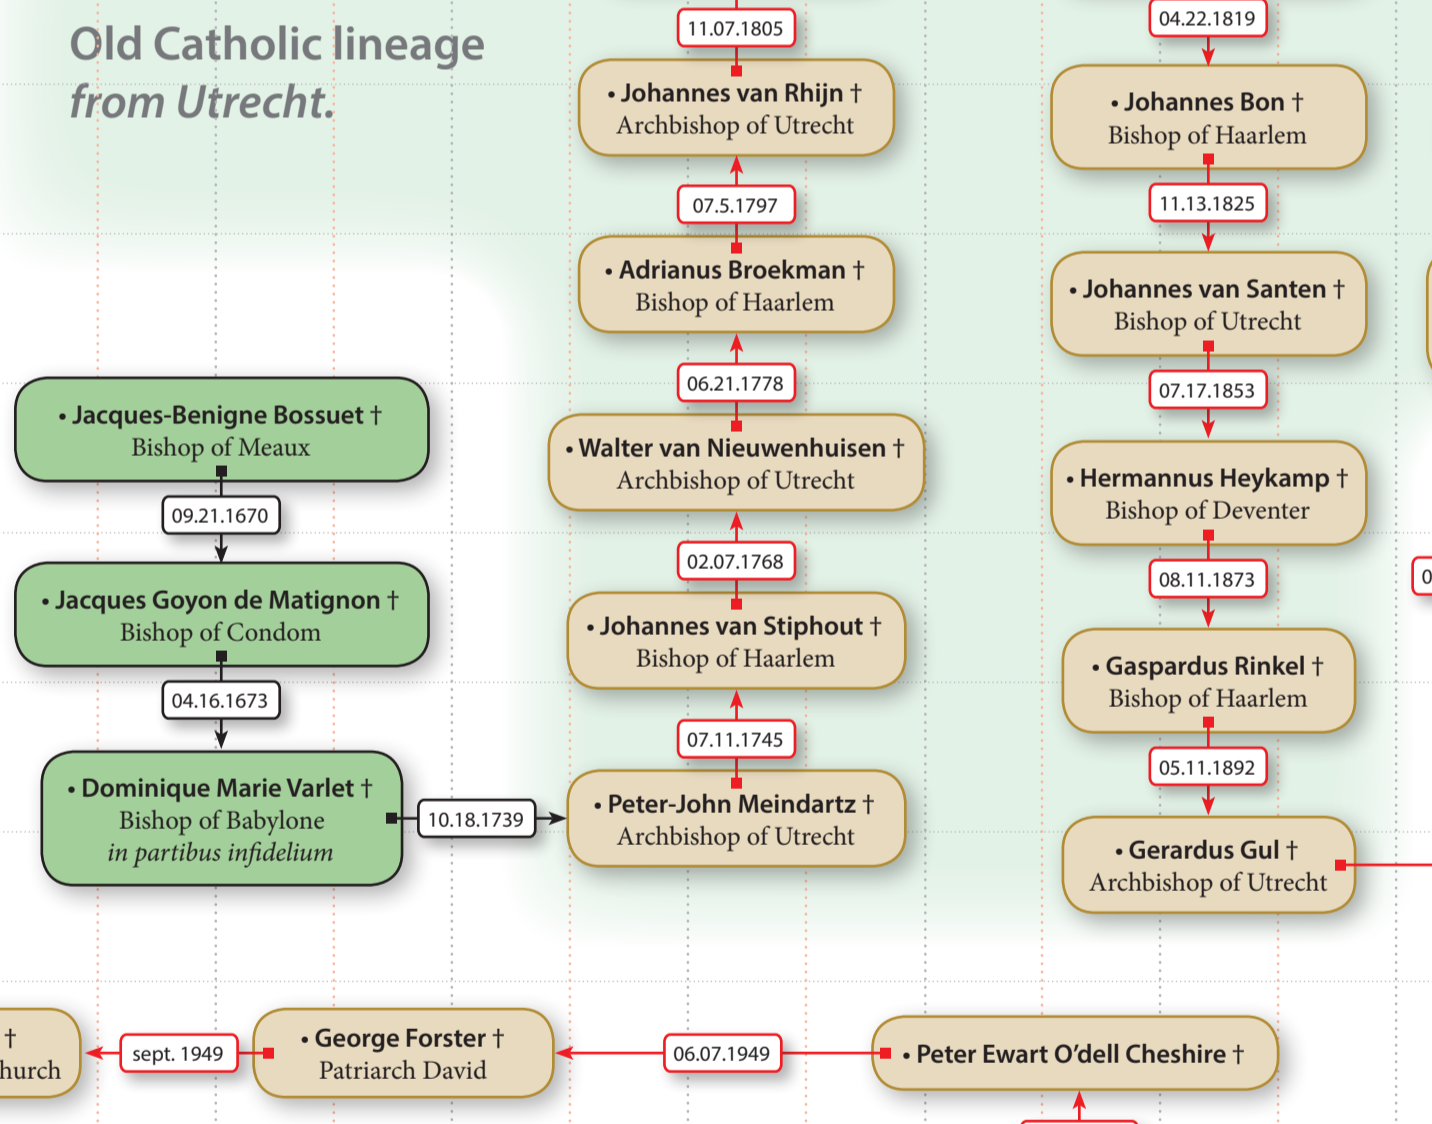 Old Catholic lineage
from Utrecht.
• Jacques-Benigne Bossuet †
Bishop of Meaux
09.21.1670
• Jacques Goyon de Matignon †
Bishop of Condom
04.16.1673
• Dominique Marie Varlet †
Bishop of Babylone
in partibus infidelium
10.18.1739
11.07.1805
• Johannes van Rhijn †
Archbishop of Utrecht
07.5.1797
• Adrianus Broekman †
Bishop of Haarlem
06.21.1778
• Walter van Nieuwenhuisen †
Archbishop of Utrecht
02.07.1768
• Johannes van Stiphout †
Bishop of Haarlem
07.11.1745
• Peter-John Meindartz †
Archbishop of Utrecht
04.22.1819
• Johannes Bon †
Bishop of Haarlem
11.13.1825
• Johannes van Santen †
Bishop of Utrecht
07.17.1853
• Hermannus Heykamp †
Bishop of Deventer
08.11.1873
• Gaspardus Rinkel †
Bishop of Haarlem
05.11.1892
• Gerardus Gul †
Archbishop of Utrecht
0
†
hurch
sept. 1949
• George Forster †
Patriarch David
06.07.1949
• Peter Ewart O’dell Cheshire †